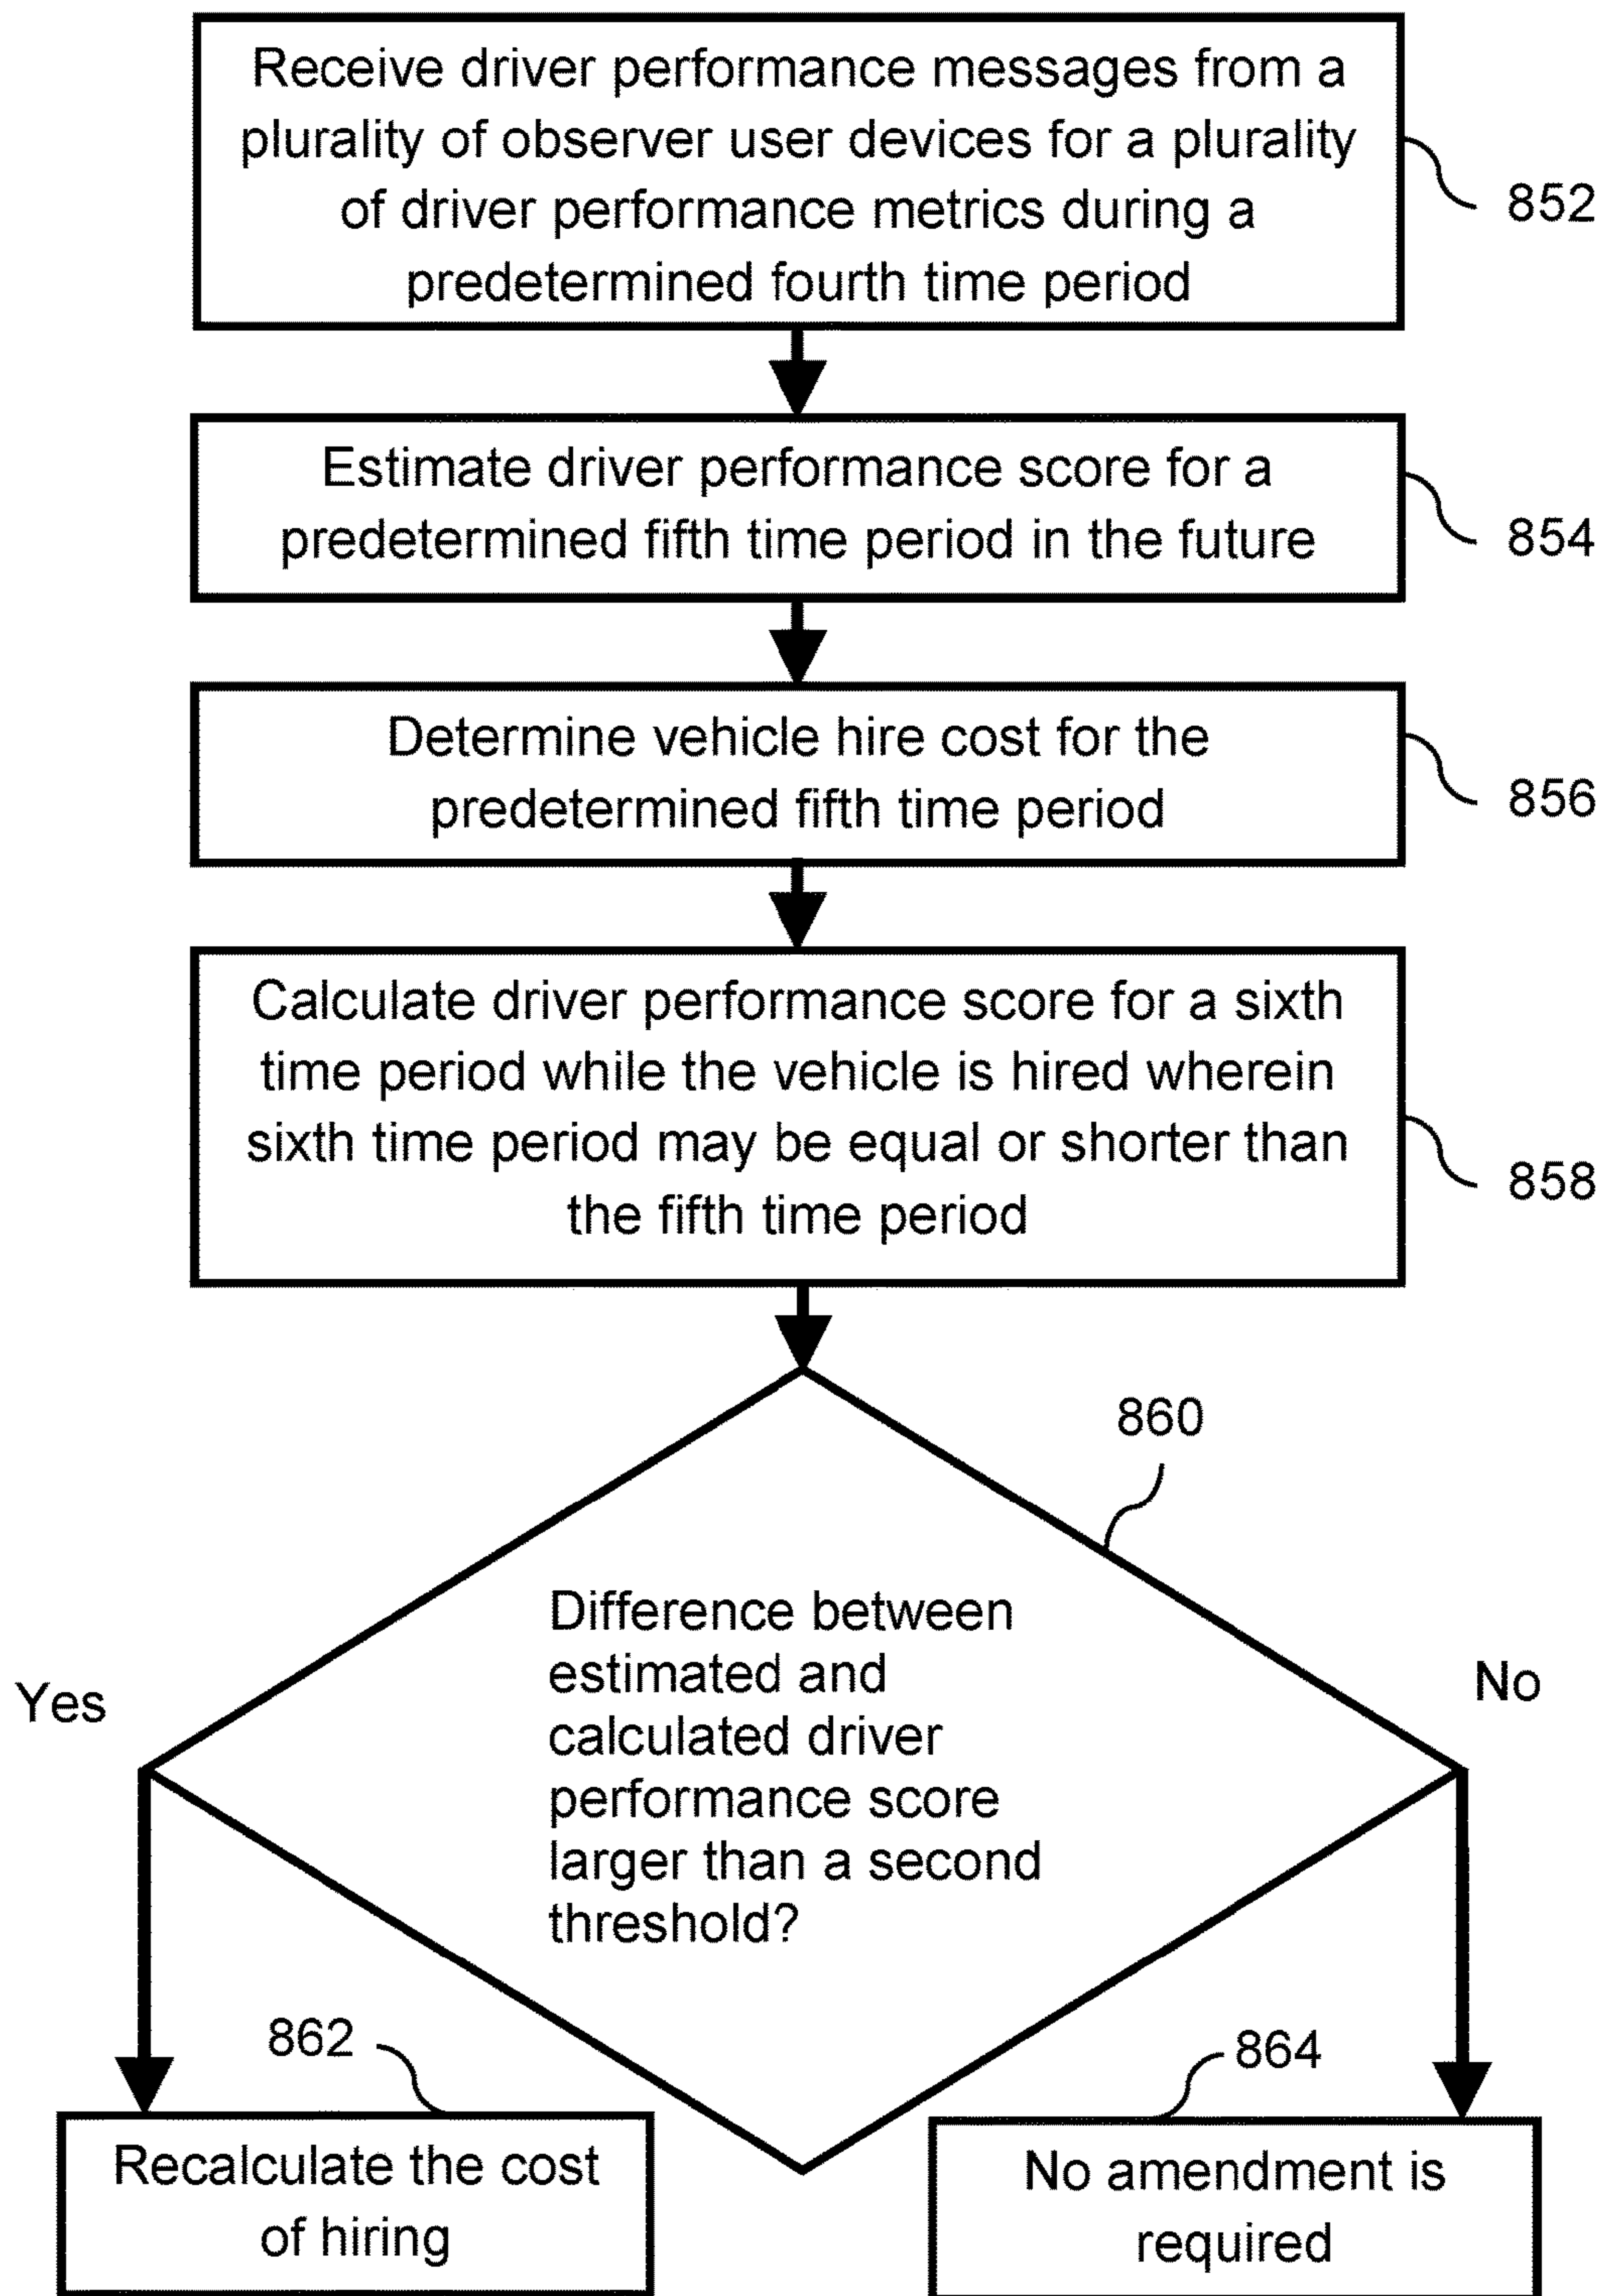 Receive driver performance messages from a
plurality of observer user devices for a plurality
of driver performance metrics during a
predetermined fourth time period
852
Estimate driver performance score for a
predetermined fifth time period in the future
854
Determine vehicle hire cost for the
predetermined fifth time period
856
Calculate driver performance score for a sixth
time period while the vehicle is hired wherein
sixth time period may be equal or shorter than
the fifth time period
858
860
Difference between
estimated and
calculated driver
performance score
larger than a second
threshold?
Yes
No
862
Recalculate the cost
of hiring
864
No amendment is
required